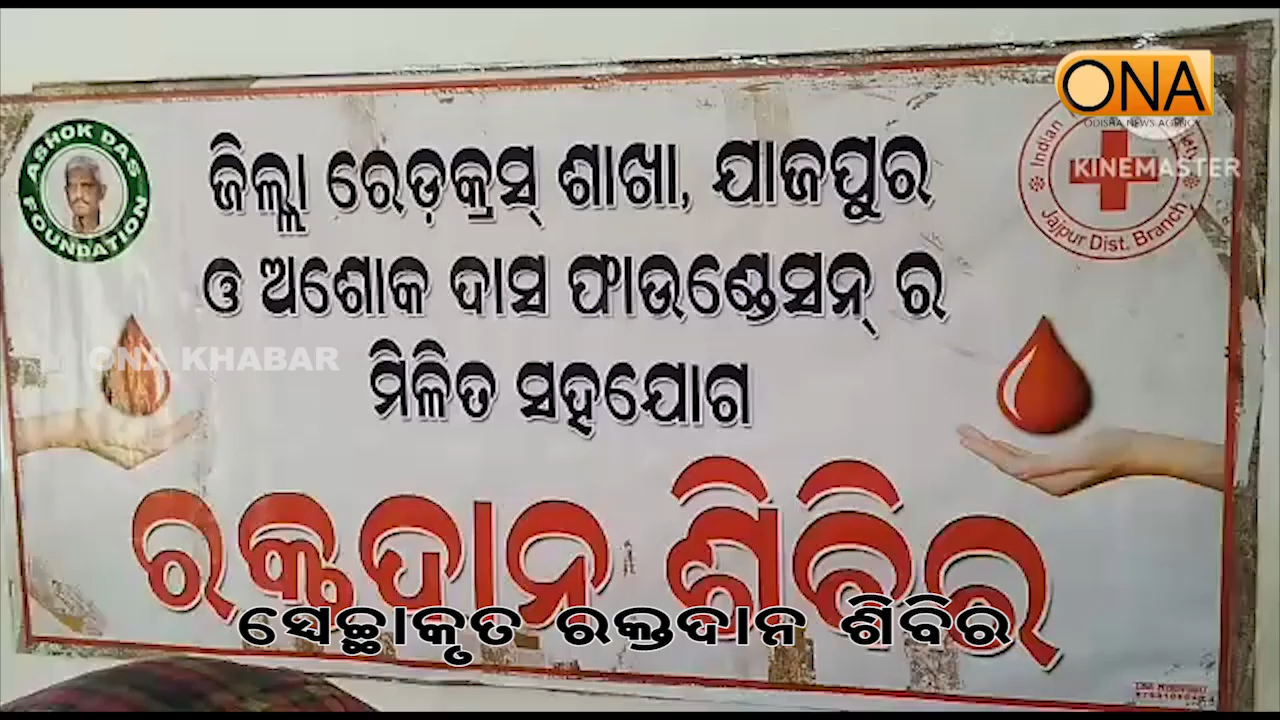 ONA
ODISHA NEWS AGENCY
KINEMASTER
ASHOK DAS
FOUNDATION
Indian
Jajpur Dist. Branch
ଜିଲ୍ଲା ରେଡ଼କ୍ରସ୍ ଶାଖା, ଯାଜପୁର
ଓ ଅଶୋକ ଦାସ ଫାଉଣ୍ଡେସନ୍ ର
ମିଳିତ ସହଯୋଗ
ONA KHABAR
ରକ୍ତଦାନ ଶିବିର
ସ୍ଵେଚ୍ଛାକୃତ ରକ୍ତଦାନ ଶିବିର